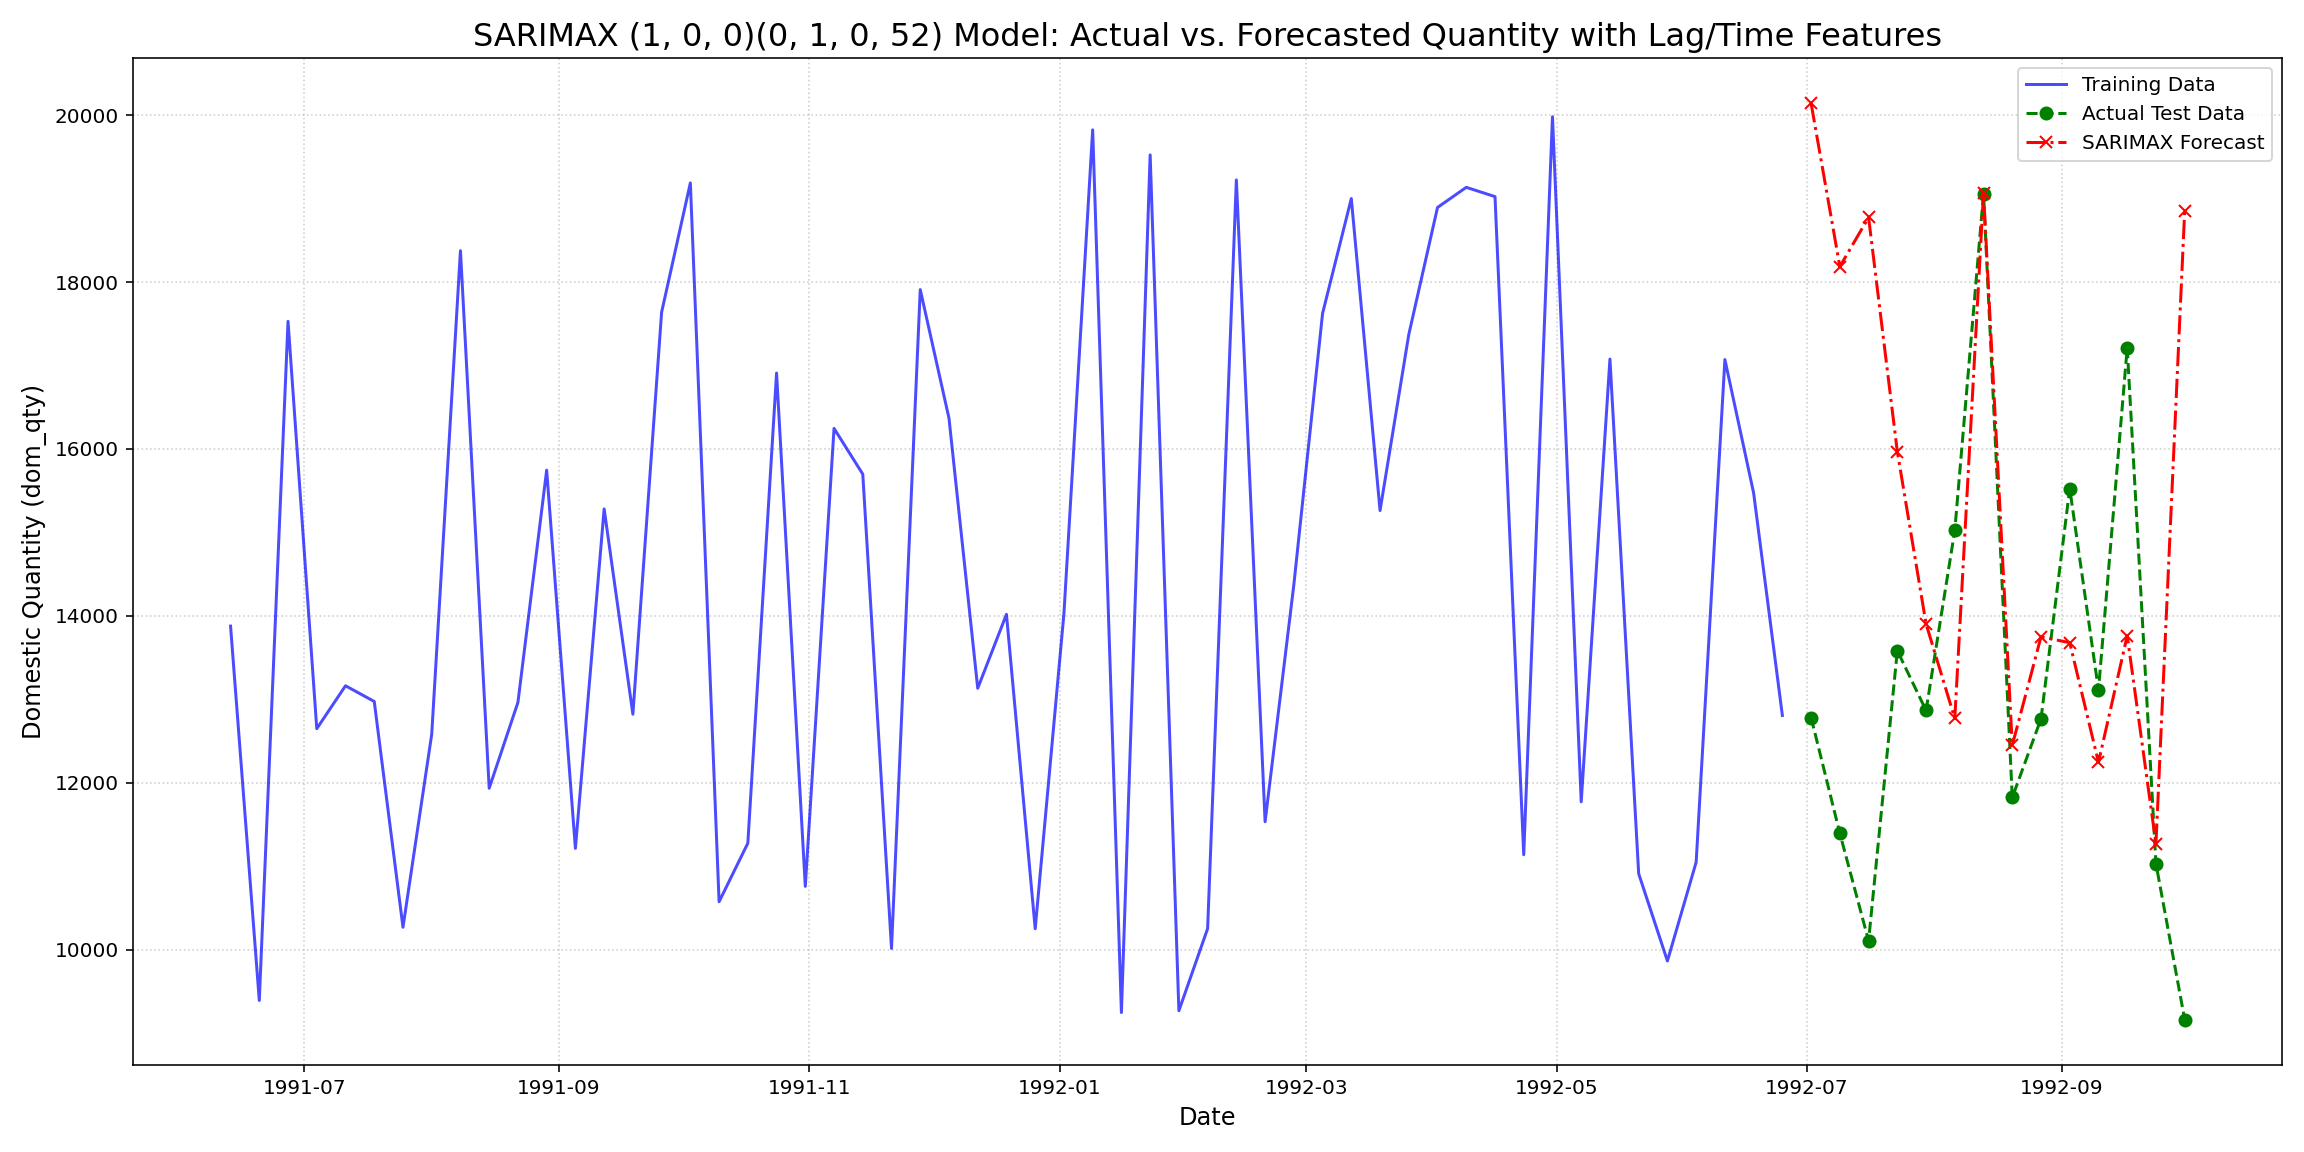 SARIMAX (1, 0, 0)(0, 1, 0, 52) Model: Actual vs. Forecasted Quantity with Lag/Time Features
Training Data
Actual Test Data
SARIMAX Forecast
Domestic Quantity (dom_qty)
20000
18000
16000
14000
12000
10000
1991-07
1991-09
1991-11
1992-01
1992-03
1992-05
1992-07
1992-09
Date